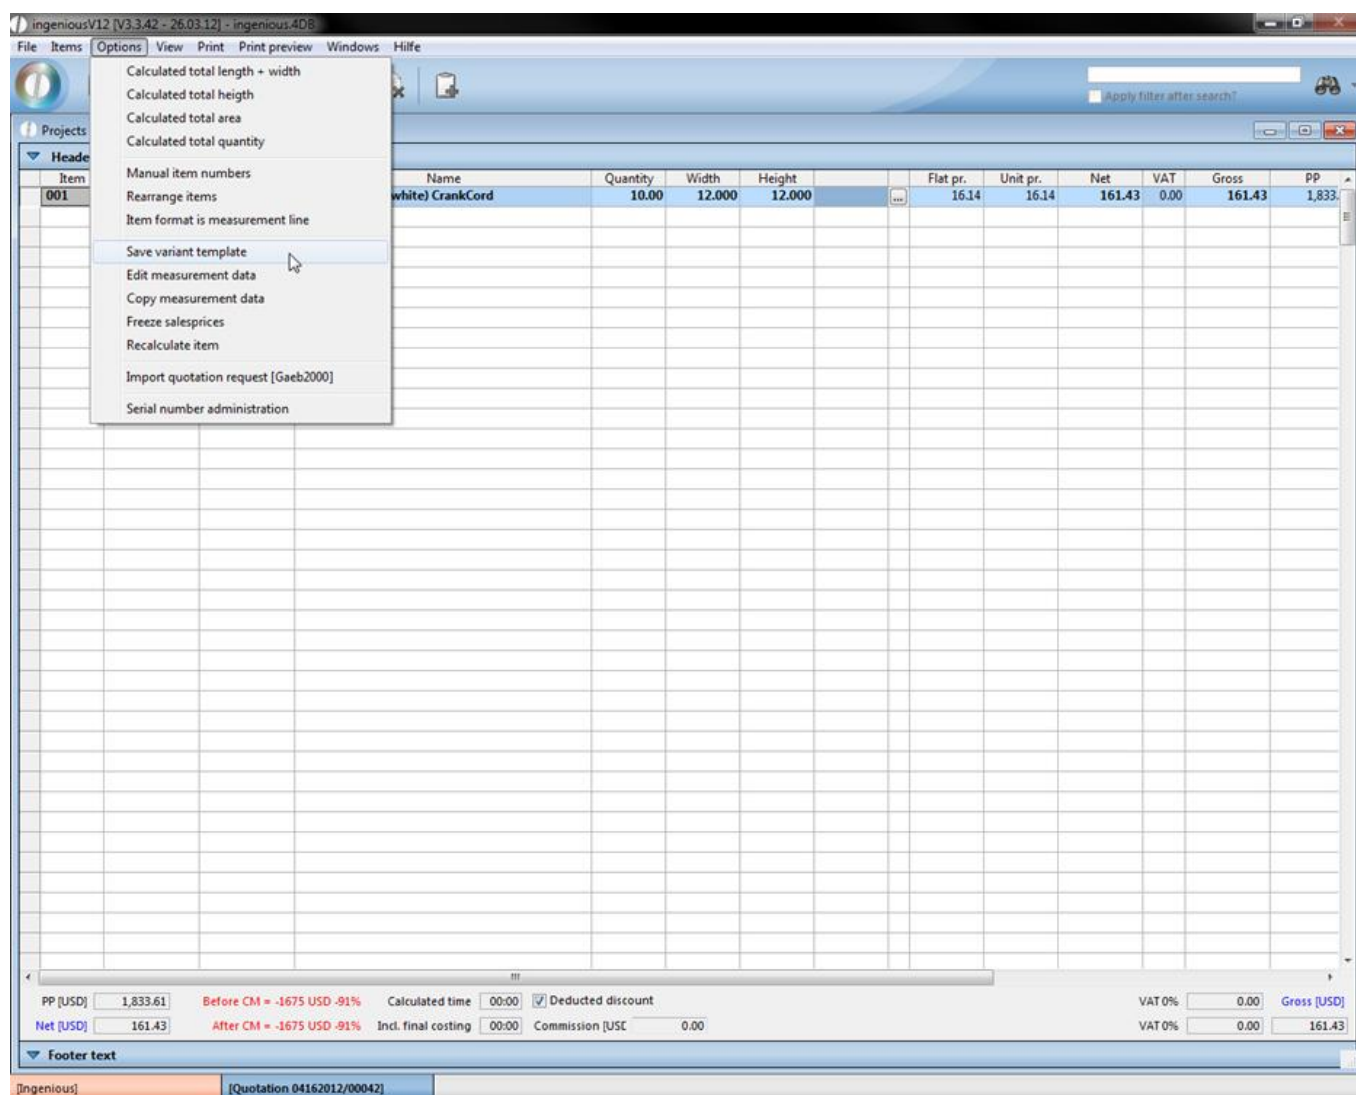 ingeniousV12 [V3.3.42 - 26.03.12] - ingenious.4DB
File Items Options View Print Print preview Windows Hilfe
Calculated total length + width
Calculated total heigth
Calculated total area
Calculated total quantity
Manual item numbers
Rearrange items
Item format is measurement line
Save variant template
Edit measurement data
Copy measurement data
Freeze salesprices
Recalculate item
Import quotation request [Gaeb2000]
Serial number administration
Apply filter after search?
Projects
Heade
Item Name Quantity Width Height Flat pr. Unit pr. Net VAT Gross PP
001 white) CrankCord 10.00 12.000 12.000 ... 16.14 16.14 161.43 0.00 161.43 1,833.
PP [USD] 1,833.61 Before CM = -1675 USD -91% Calculated time 00:00 Deducted discount VAT 0% 0.00 Gross [USD]
Net [USD] 161.43 After CM = -1675 USD -91% Incl. final costing 00:00 Commission [USD 0.00 VAT 0% 0.00 161.43
Footer text
[Ingenious] [Quotation 04162012/00042]